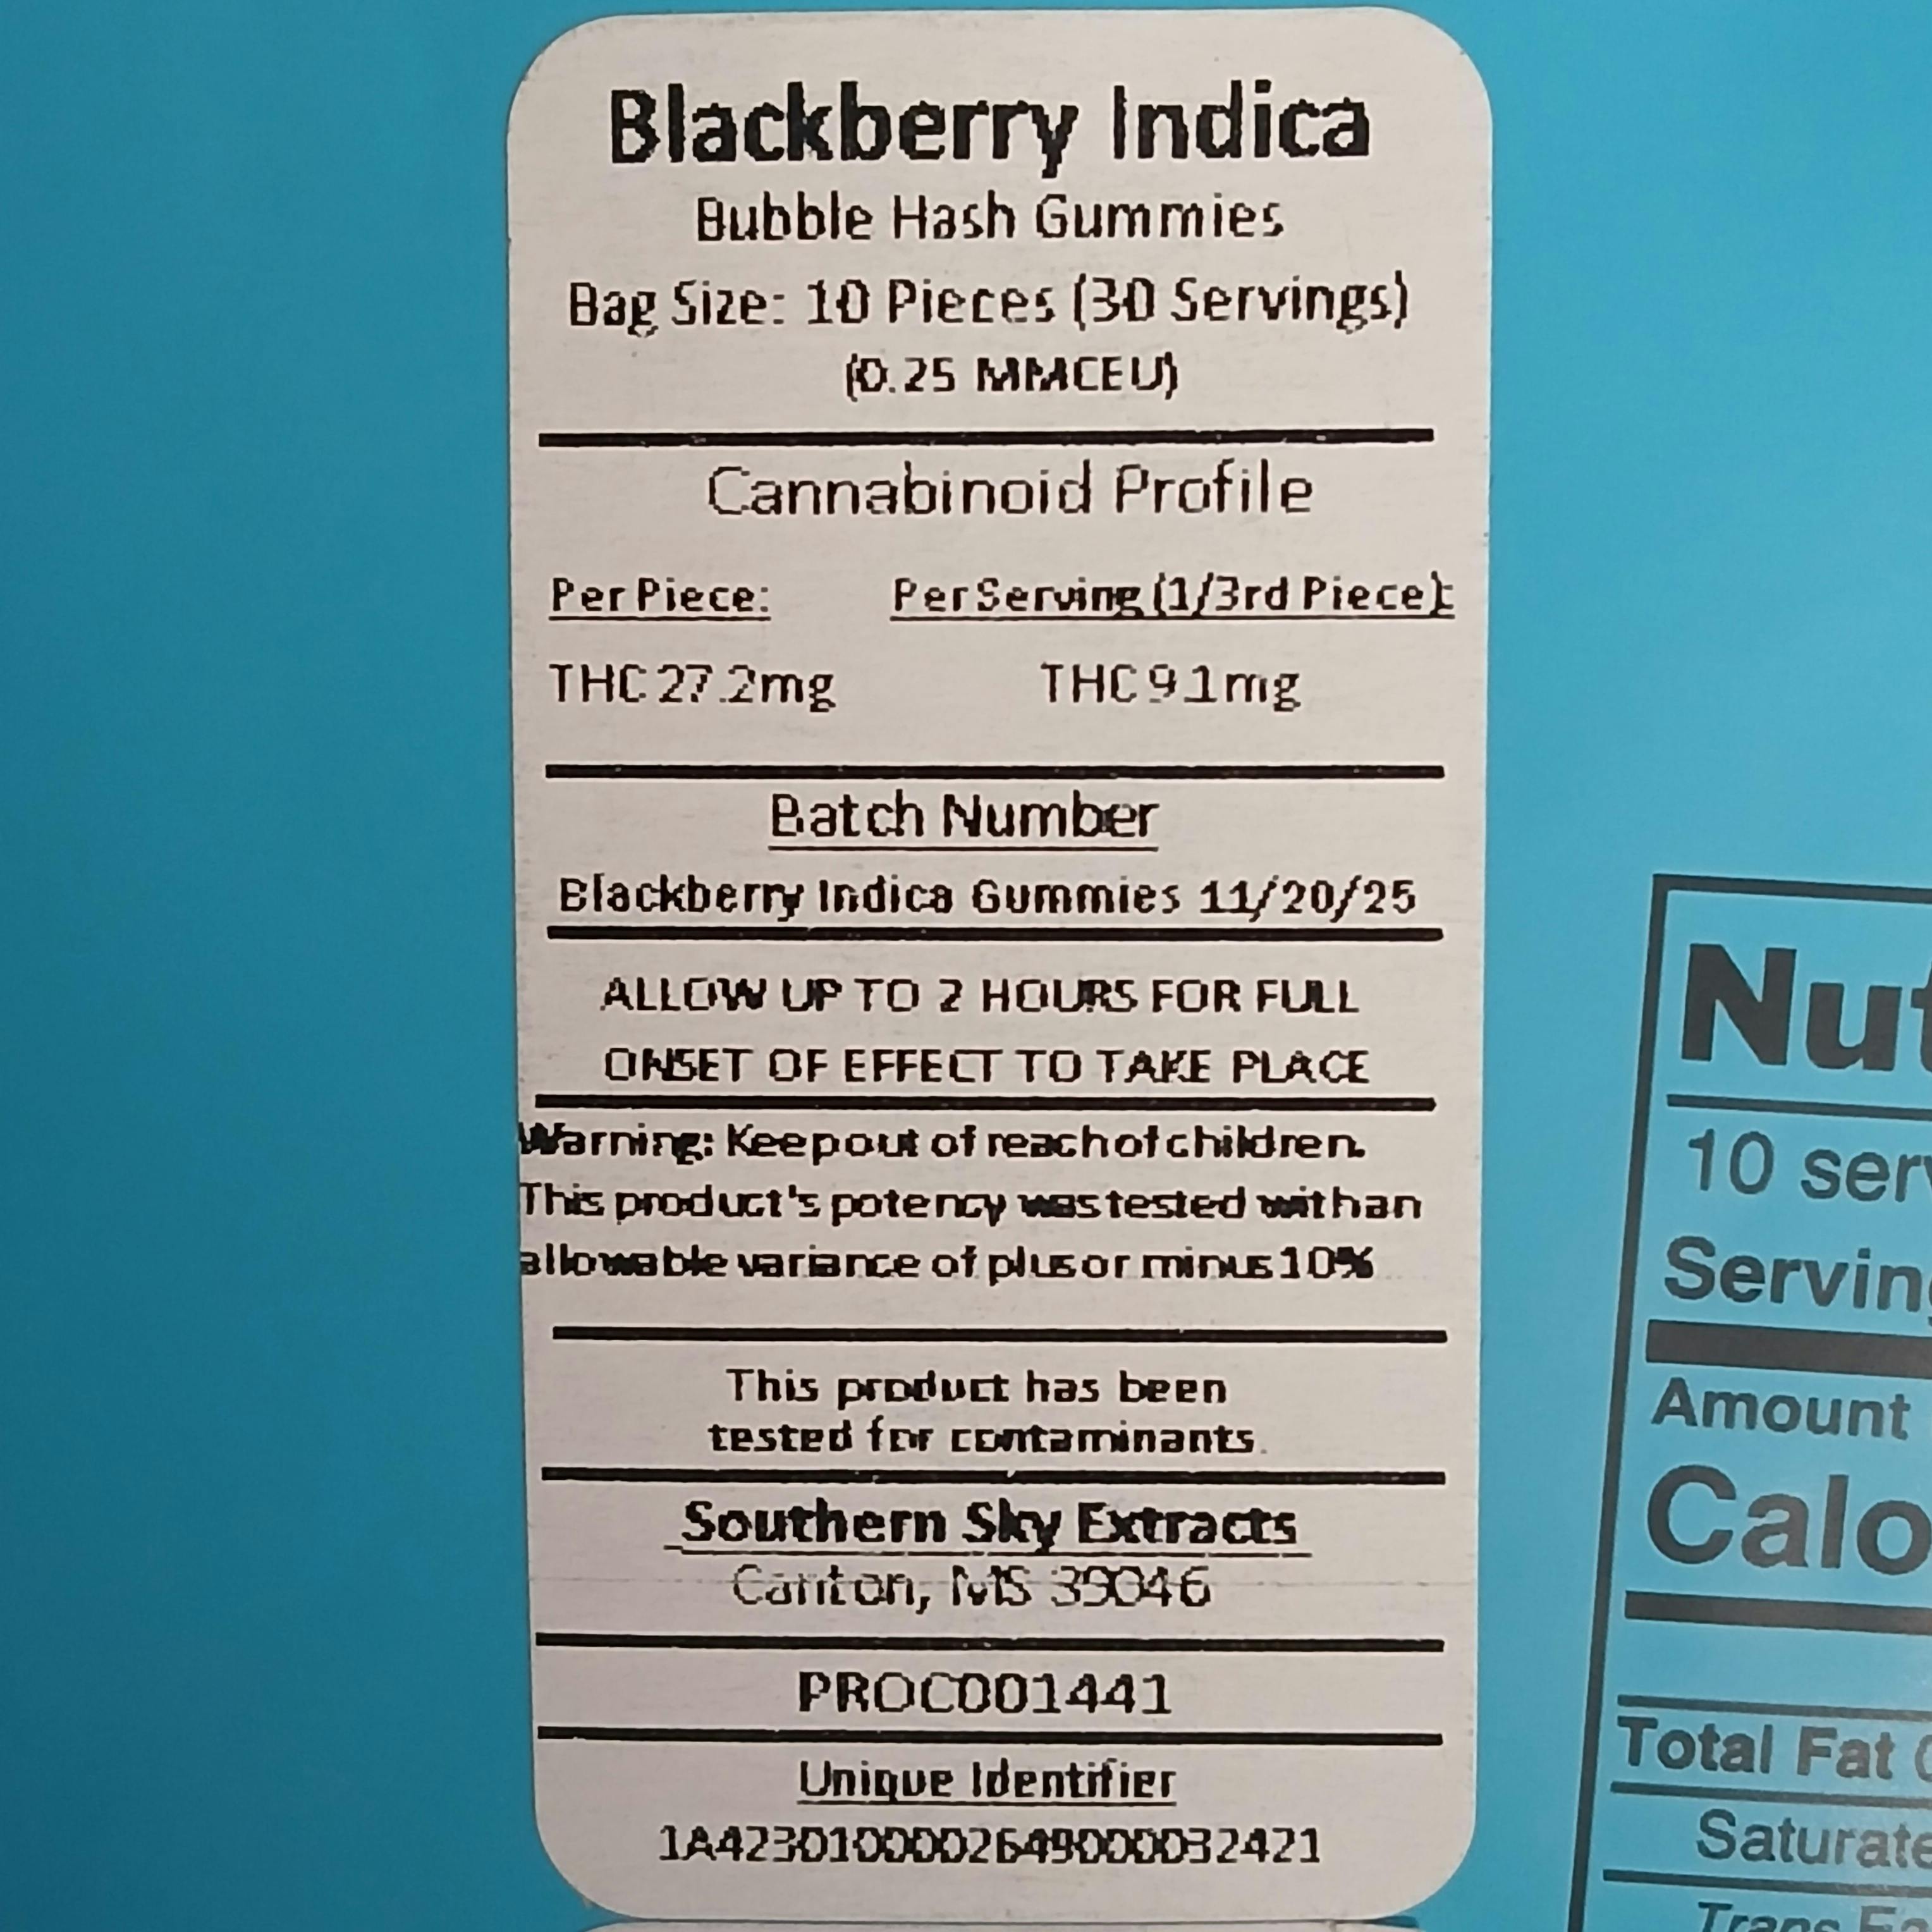 Blackberry Indica
Bubble Hash Gummies
Bag Size: 10 Pieces (30 Servings)
(0.25 MMCEU)
Cannabinoid Profile
Per Piece: Per Serving (1/3rd Piece):
THC 27.2mg THC 9.1mg
Batch Number
Blackberry Indica Gummies 11/20/25
ALLOW UP TO 2 HOURS FOR FULL
ONSET OF EFFECT TO TAKE PLACE
Warning: Keep out of reach of children.
This product's potency was tested with an
allowable variance of plus or minus 10%
This product has been
tested for contaminants.
Southern Sky Extracts
Canton, MS 39046
PROC001441
Unique Identifier
1A4230100002649000032421
Nut
10 serv
Serving
Amount
Calo
Total Fat 0
Saturate
Trans Fa